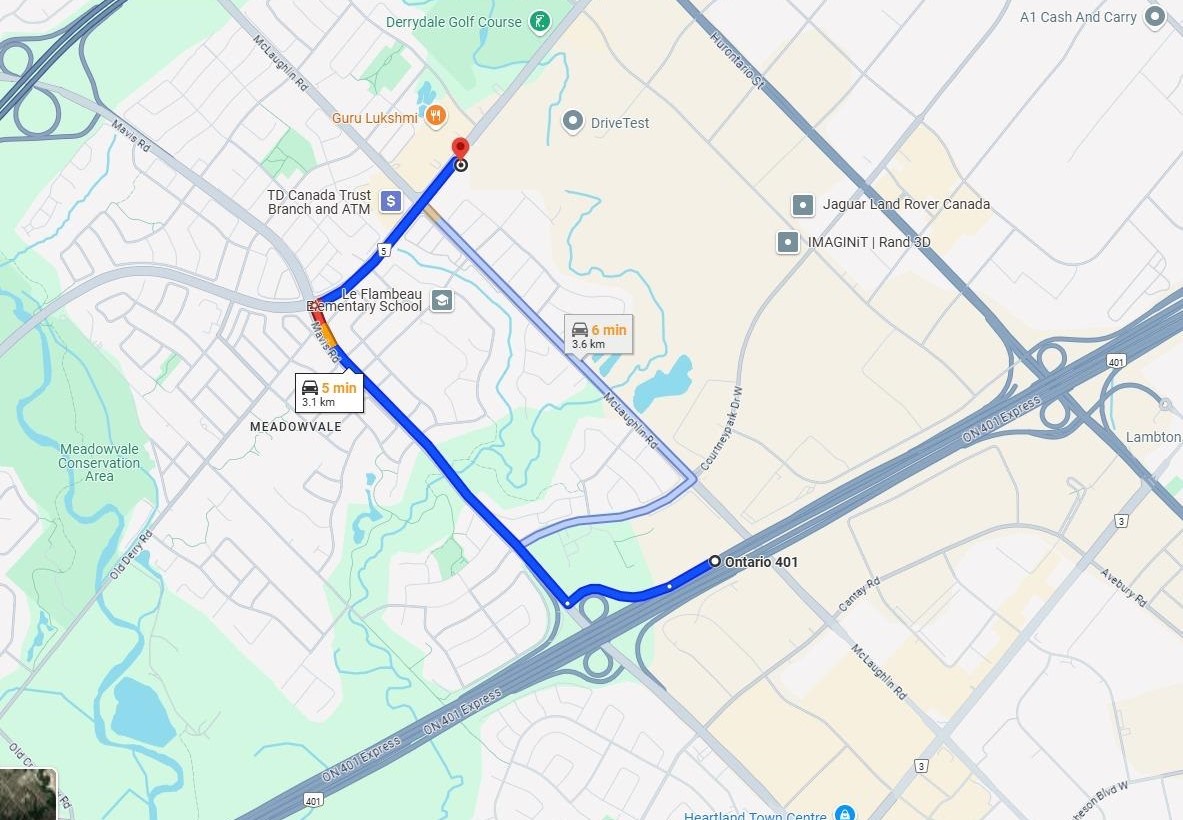 Derrydale Golf Course
A1 Cash And Carry
McLaughlin Rd
Hurontario St
Guru Lukshmi
DriveTest
Mavis Rd
TD Canada Trust
Branch and ATM
$
Jaguar Land Rover Canada
IMAGINiT | Rand 3D
5
Le Flambeau
Elementary School
Mavis Rd
6 min
3.6 km
401
5 min
3.1 km
McLaughlin Rd
Courtneypark Dr W
ON 401 Express
MEADOWVALE
Lambton
Meadowvale
Conservation
Area
3
Old Derry Rd
Ontario 401
Cantay Rd
Avebury Rd
McLaughlin Rd
ON 401 Express
ON 401 Express
3
401
Rd
heson Blvd W
Heartland Town Centre